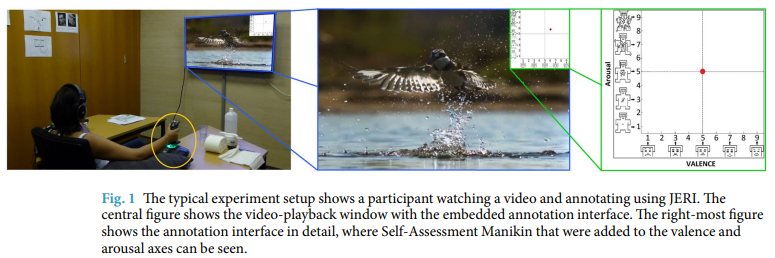 Arousal
9
8
7
6
5
4
3
2
1
1 2 3 4 5 6 7 8 9
VALENCE
Fig. 1 The typical experiment setup shows a participant watching a video and annotating using JERI. The
central figure shows the video-playback window with the embedded annotation interface. The right-most figure
shows the annotation interface in detail, where Self-Assessment Manikin that were added to the valence and
arousal axes can be seen.